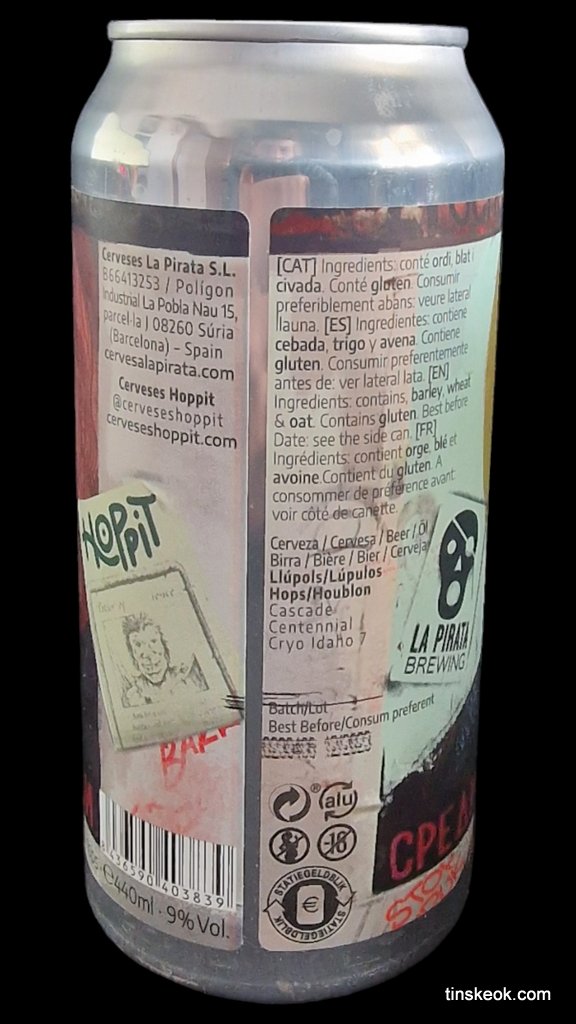 Cerveses La Pirata S.L.
B66413253 / Polígon
Industrial La Pobla Nau 15,
parcel·la J 08260 Súria
(Barcelona) - Spain
cervesalapirata.com
Cerveses Hoppit
@cerveseshoppit
cerveseshoppit.com
HOPPIT
440ml · 9% Vol.
[CAT] Ingredients: conté ordi, blat i
civada. Conté gluten. Consumir
preferiblement abans: veure lateral
llauna. [ES] Ingredientes: contiene
cebada, trigo y avena. Contiene
gluten. Consumir preferentemente
antes de: ver lateral lata. [EN]
Ingredients: contains, barley, wheat
& oat. Contains gluten. Best before
Date: see the side can. [FR]
Ingrédients: contient orge, blé et
avoine.Contient du gluten. A
consommer de préférence avant:
voir côté de canette.
Cerveza / Cervesa / Beer / Öl
Birra / Bière / Bier / Cerveja
Llúpols/Lúpulos
Hops/Houblon
Cascade
Centennial
Cryo Idaho 7
LA PIRATA
BREWING
Batch/Lot
Best Before/Consum preferent
alu
-18
STATIEGELDBLIK
€
STATIEGELDBLIK
tinskeok.com